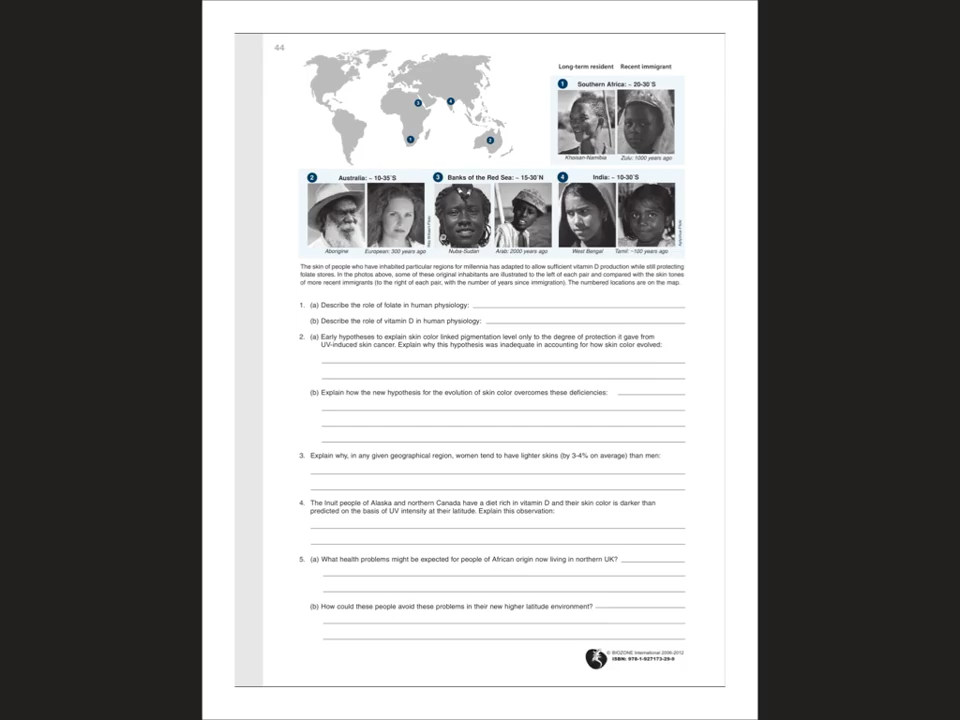 44
Long-term resident Recent immigrant
1 Southern Africa: ~ 20-30˚S
3
4
1
2
Khoisan-Namibia Zulu: 1000 years ago
2 Australia: ~ 10-35˚S 3 Banks of the Red Sea: ~ 15-30˚N 4 India: ~ 10-30˚S
Aborigine European: 300 years ago Nuba-Sudan Arab: 2000 years ago West Bengal Tamil: ~100 years ago
The skin of people who have inhabited particular regions for millennia has adapted to allow sufficient vitamin D production while still protecting
folate stores. In the photos above, some of these original inhabitants are illustrated to the left of each pair and compared with the skin tones
of more recent immigrants (to the right of each pair, with the number of years since immigration). The numbered locations are on the map.
1. (a) Describe the role of folate in human physiology:
(b) Describe the role of vitamin D in human physiology:
2. (a) Early hypotheses to explain skin color linked pigmentation level only to the degree of protection it gave from
UV-induced skin cancer. Explain why this hypothesis was inadequate in accounting for how skin color evolved:
(b) Explain how the new hypothesis for the evolution of skin color overcomes these deficiencies:
3. Explain why, in any given geographical region, women tend to have lighter skins (by 3-4% on average) than men:
4. The Inuit people of Alaska and northern Canada have a diet rich in vitamin D and their skin color is darker than
predicted on the basis of UV intensity at their latitude. Explain this observation:
5. (a) What health problems might be expected for people of African origin now living in northern UK?
(b) How could these people avoid these problems in their new higher latitude environment?
© BIOZONE International 2006-2012
ISBN: 978-1-927173-29-9